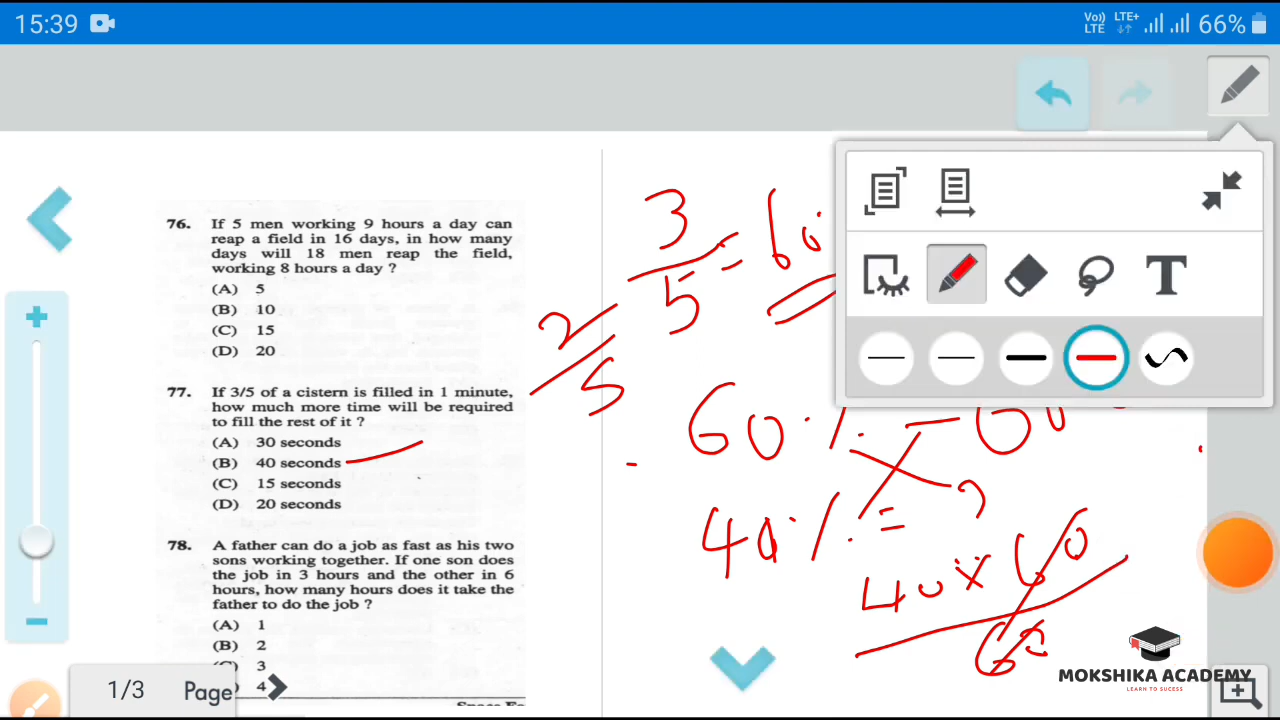 15:39
Vo)) LTE LTE+ 66%
76. If 5 men working 9 hours a day can
reap a field in 16 days, in how many
days will 18 men reap the field,
working 8 hours a day ?
(A) 5
(B) 10
(C) 15
(D) 20
77. If 3/5 of a cistern is filled in 1 minute,
how much more time will be required
to fill the rest of it ?
(A) 30 seconds
(B) 40 seconds
(C) 15 seconds
(D) 20 seconds
78. A father can do a job as fast as his two
sons working together. If one son does
the job in 3 hours and the other in 6
hours, how many hours does it take the
father to do the job ?
(A) 1
(B) 2
3
4
1/3 Page
3/5 = 60
2/5
60%
40% = ?
40 × 60
60
T
MOKSHIKA ACADEMY
LEARN TO SUCCESS